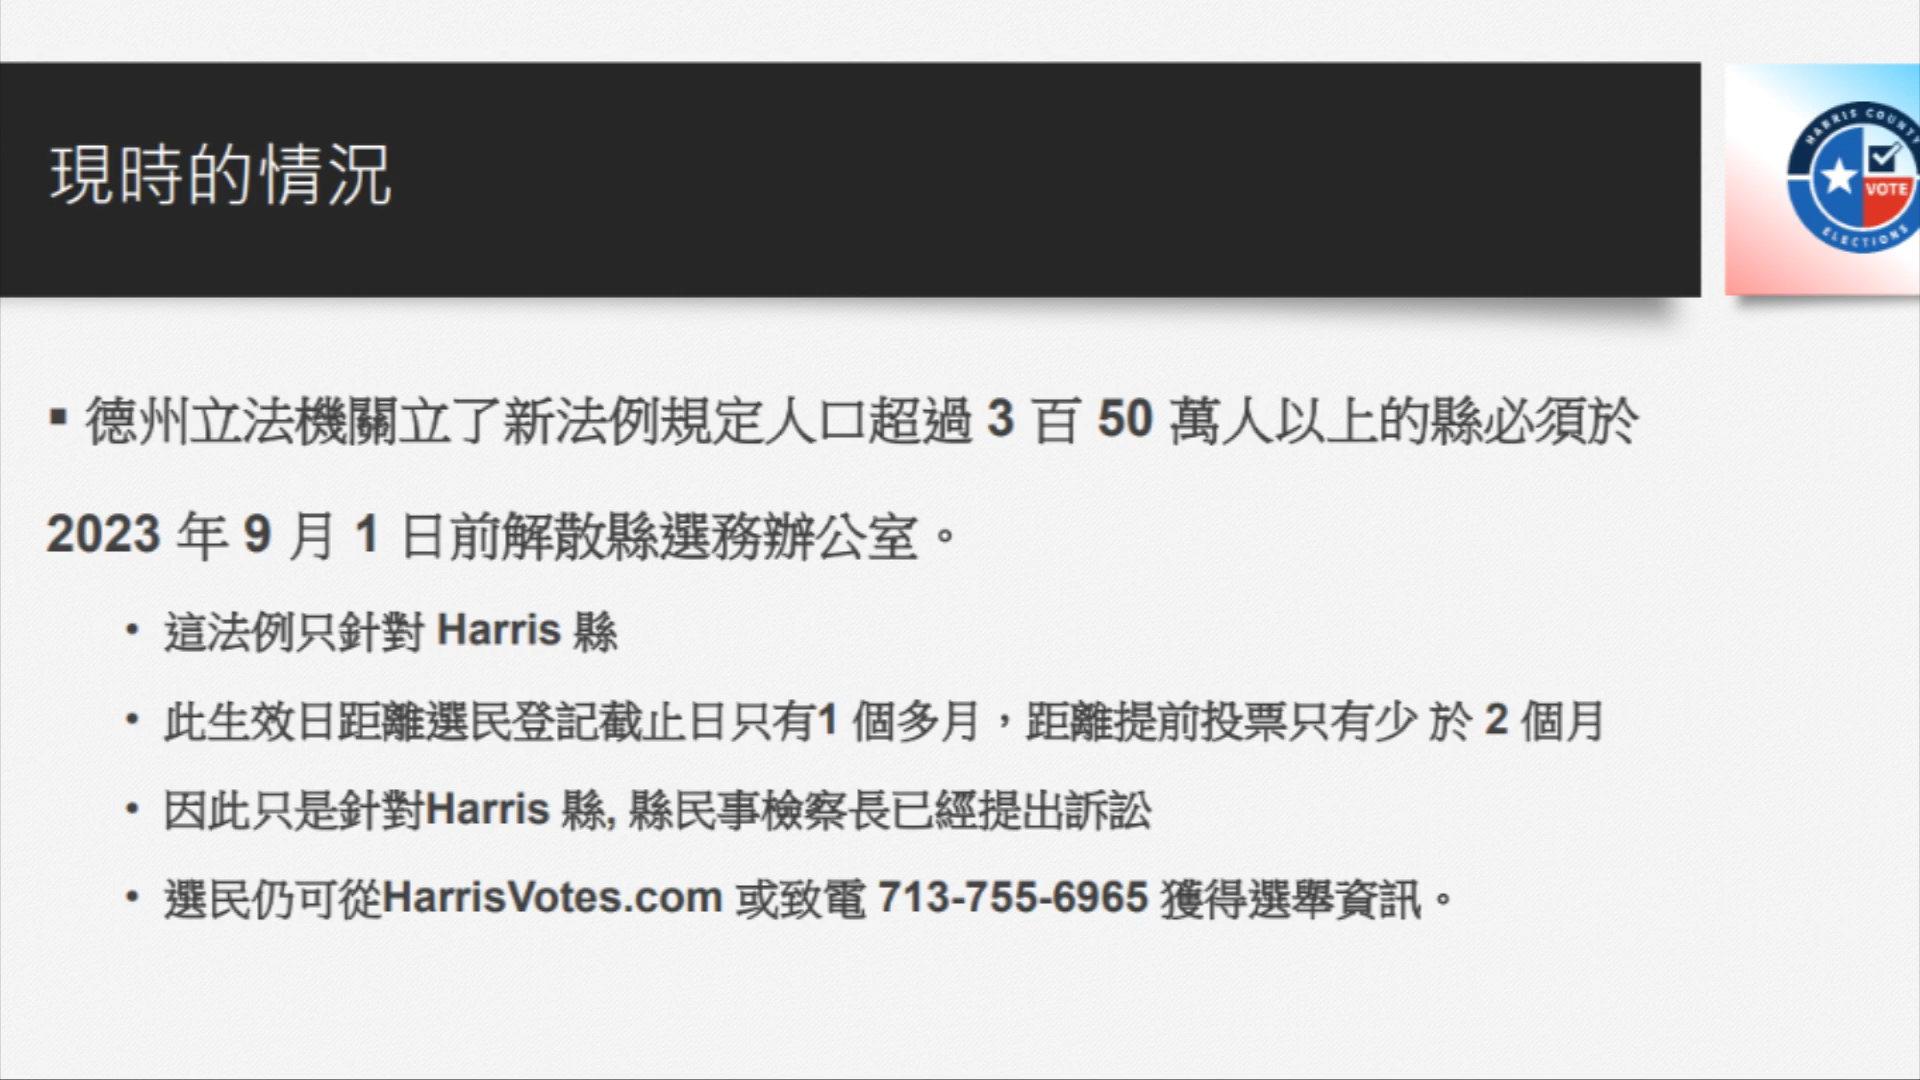 現時的情況
HARRIS COUNTY
VOTE
ELECTIONS
▪ 德州立法機關立了新法例規定人口超過 3 百 50 萬人以上的縣必須於
2023 年 9 月 1 日前解散縣選務辦公室。
• 這法例只針對 Harris 縣
• 此生效日距離選民登記截止日只有1 個多月，距離提前投票只有少 於 2 個月
• 因此只是針對Harris 縣, 縣民事檢察長已經提出訴訟
• 選民仍可從HarrisVotes.com 或致電 713-755-6965 獲得選舉資訊。